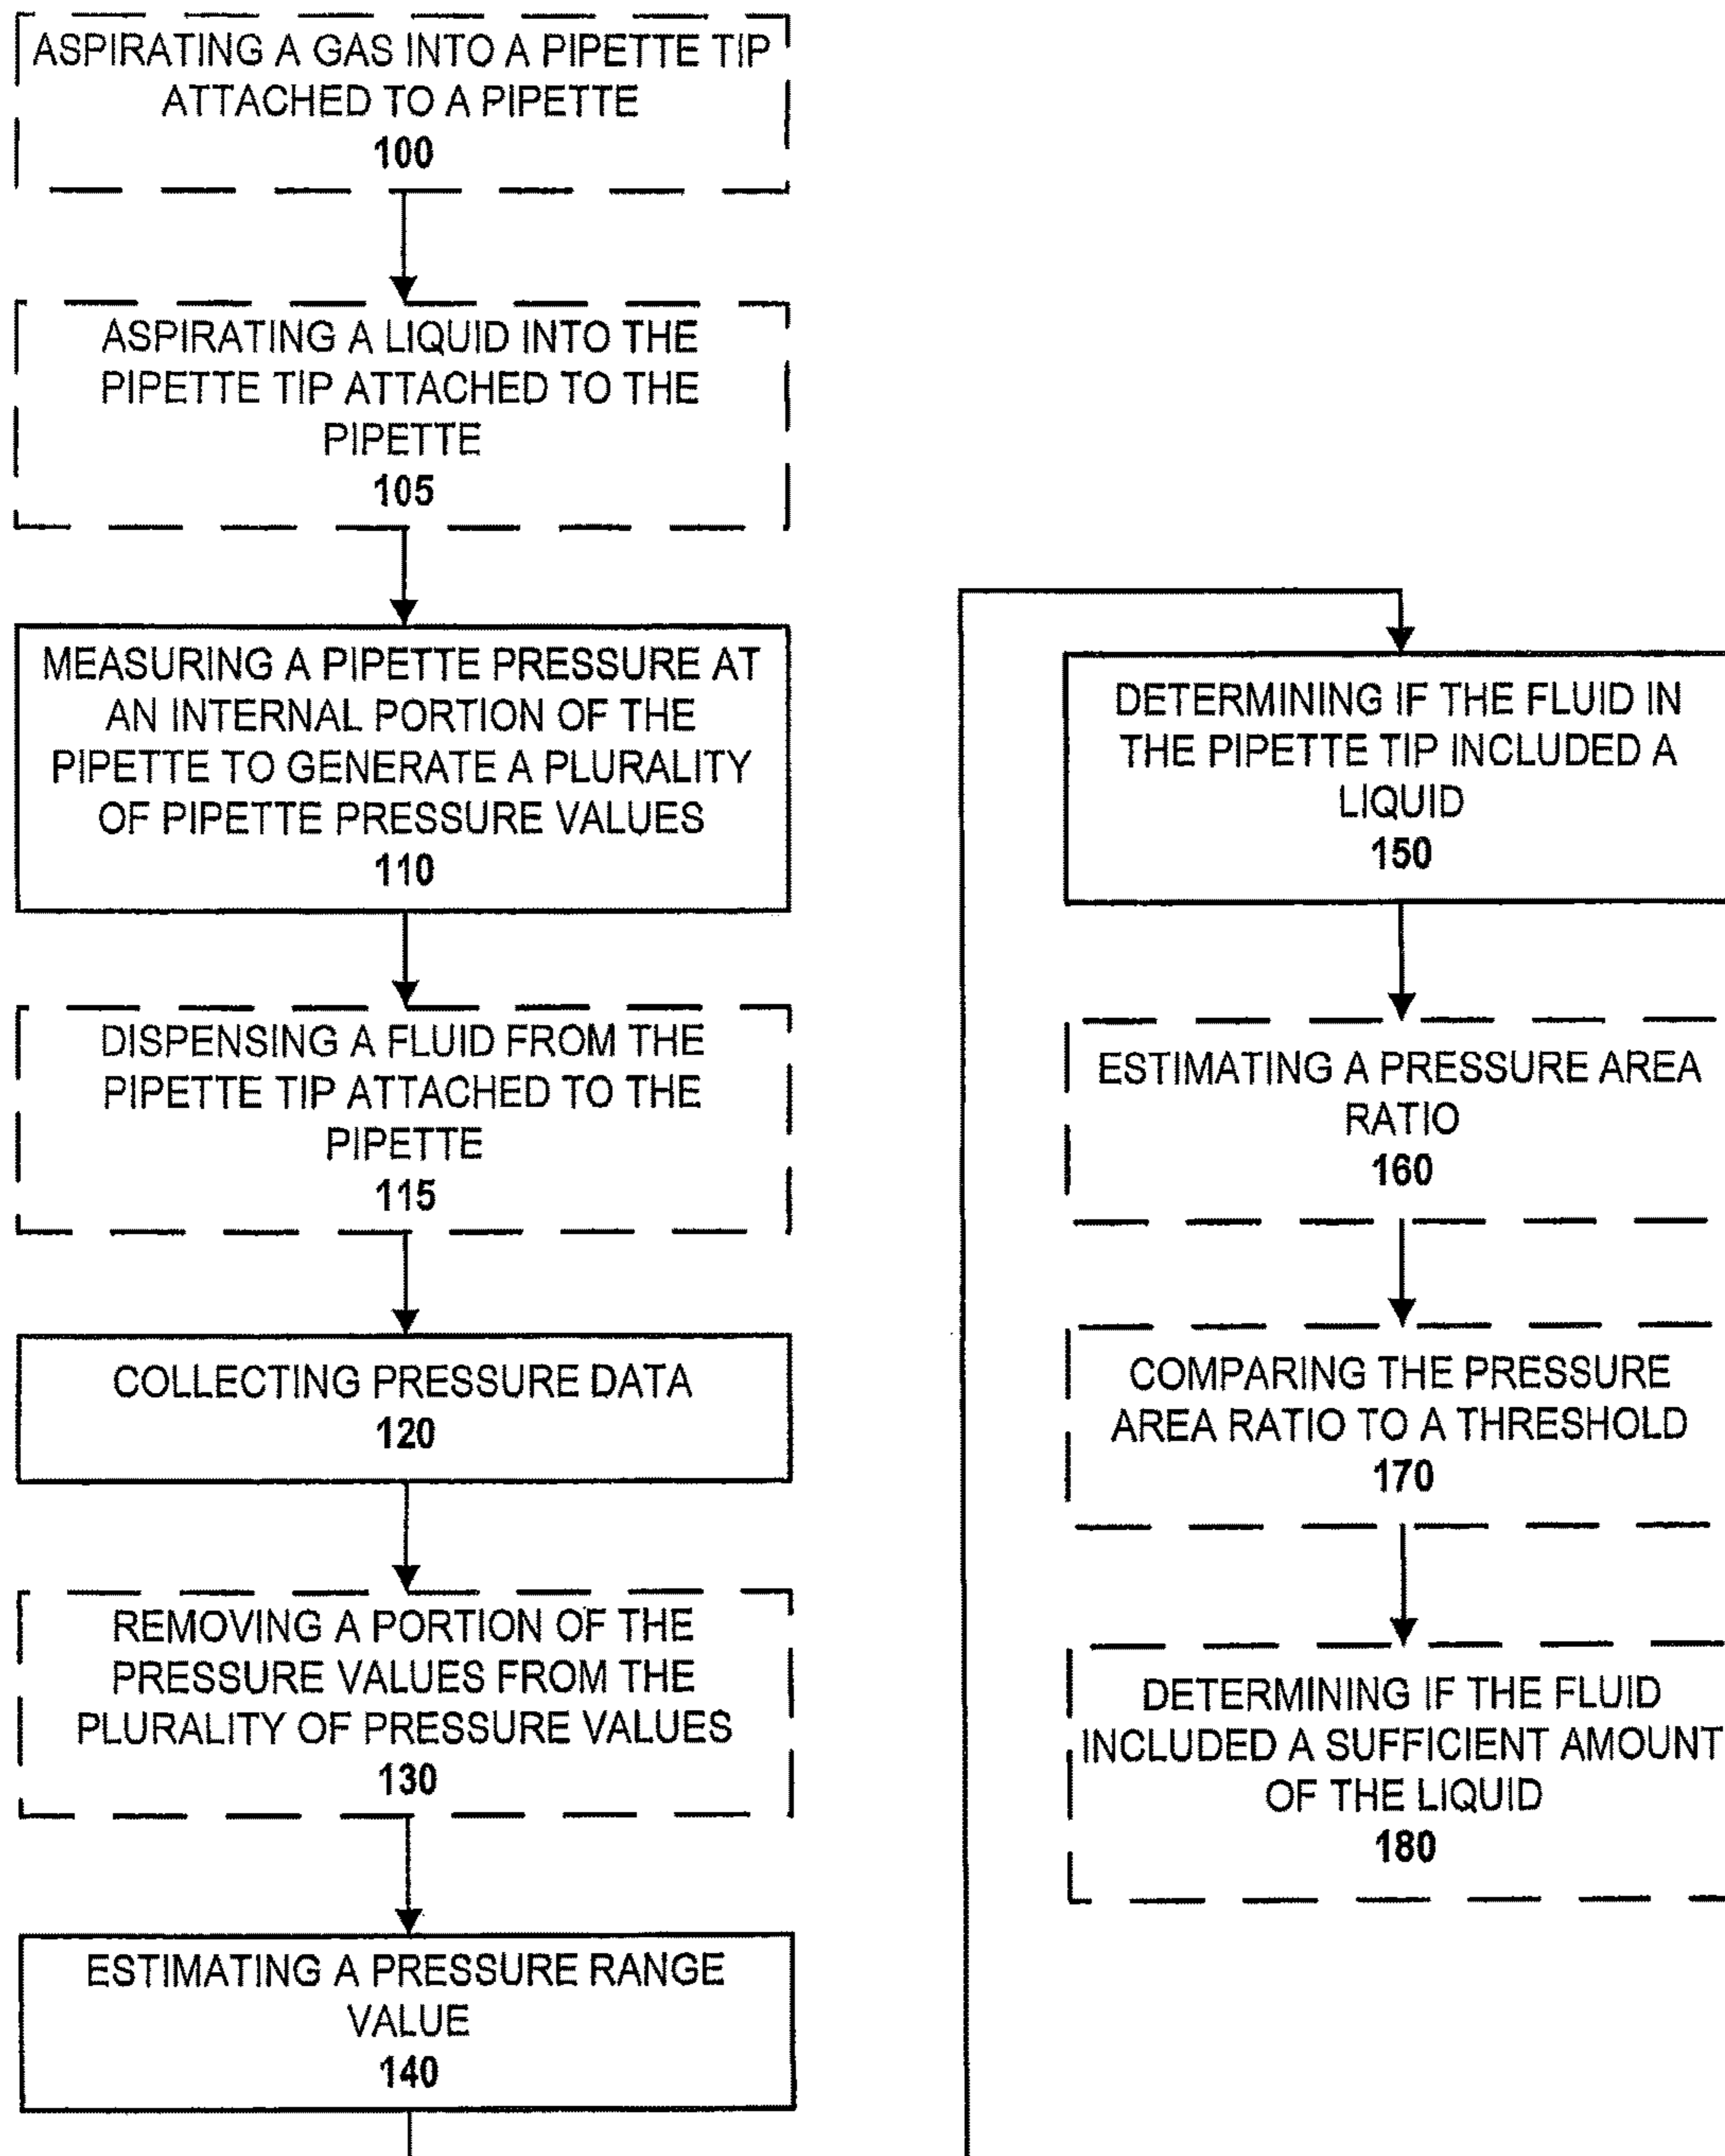 ASPIRATING A GAS INTO A PIPETTE TIP
ATTACHED TO A PIPETTE
100
ASPIRATING A LIQUID INTO THE
PIPETTE TIP ATTACHED TO THE
PIPETTE
105
MEASURING A PIPETTE PRESSURE AT
AN INTERNAL PORTION OF THE
PIPETTE TO GENERATE A PLURALITY
OF PIPETTE PRESSURE VALUES
110
DISPENSING A FLUID FROM THE
PIPETTE TIP ATTACHED TO THE
PIPETTE
115
COLLECTING PRESSURE DATA
120
REMOVING A PORTION OF THE
PRESSURE VALUES FROM THE
PLURALITY OF PRESSURE VALUES
130
ESTIMATING A PRESSURE RANGE
VALUE
140
DETERMINING IF THE FLUID IN
THE PIPETTE TIP INCLUDED A
LIQUID
150
ESTIMATING A PRESSURE AREA
RATIO
160
COMPARING THE PRESSURE
AREA RATIO TO A THRESHOLD
170
DETERMINING IF THE FLUID
INCLUDED A SUFFICIENT AMOUNT
OF THE LIQUID
180